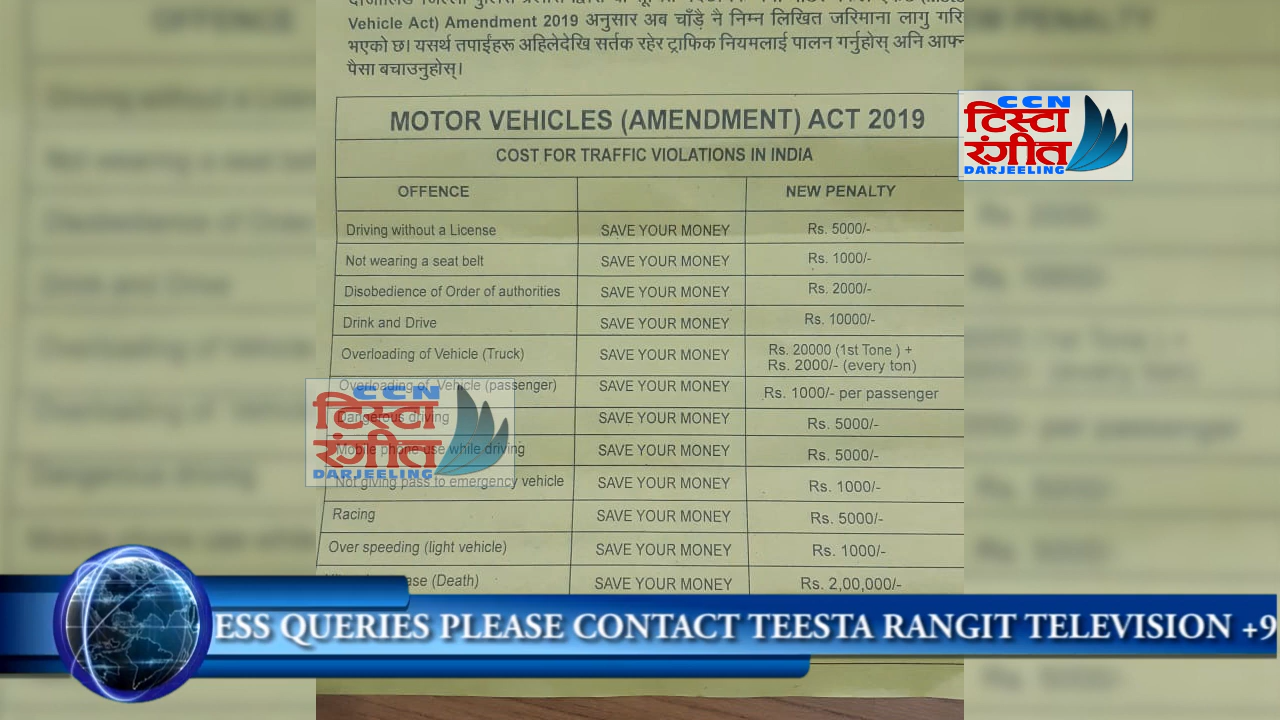 Vehicle Act) Amendment 2019 अनुसार अब चाँड़े नै निम्न लिखित जरिमाना लागु गरि
भएको छ। यसर्थ तपाईंहरू अहिलेदेखि सर्तक रहेर ट्राफिक नियमलाई पालन गर्नुहोस् अनि आफ्न
पैसा बचाउनुहोस्।
MOTOR VEHICLES (AMENDMENT) ACT 2019
COST FOR TRAFFIC VIOLATIONS IN INDIA
OFFENCE NEW PENALTY
Driving without a License SAVE YOUR MONEY Rs. 5000/-
Not wearing a seat belt SAVE YOUR MONEY Rs. 1000/-
Disobedience of Order of authorities SAVE YOUR MONEY Rs. 2000/-
Drink and Drive SAVE YOUR MONEY Rs. 10000/-
Overloading of Vehicle (Truck) SAVE YOUR MONEY Rs. 20000 (1st Tone ) +
Rs. 2000/- (every ton)
Overloading of Vehicle (passenger) SAVE YOUR MONEY Rs. 1000/- per passenger
Dangerous driving SAVE YOUR MONEY Rs. 5000/-
Mobile phone use while driving SAVE YOUR MONEY Rs. 5000/-
Not giving pass to emergency vehicle SAVE YOUR MONEY Rs. 1000/-
Racing SAVE YOUR MONEY Rs. 5000/-
Over speeding (light vehicle) SAVE YOUR MONEY Rs. 1000/-
(Death) SAVE YOUR MONEY Rs. 2,00,000/-
CCN
टिस्टा
रंगीत
DARJEELING
CCN
टिस्टा
रंगीत
DARJEELING
ESS QUERIES PLEASE CONTACT TEESTA RANGIT TELEVISION +9